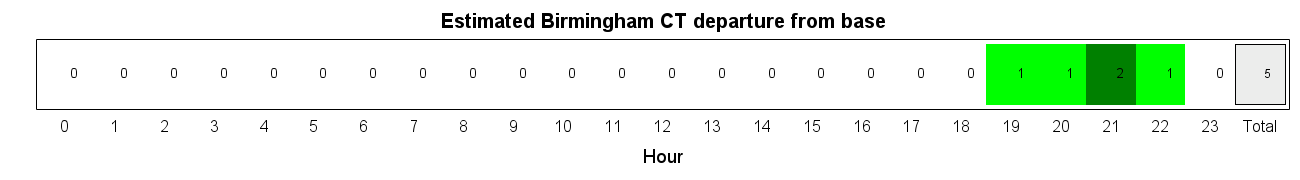 Estimated Birmingham CT departure from base
0 0 0 0 0 0 0 0 0 0 0 0 0 0 0 0 0 0 0 1 1 2 1 0 5
0 1 2 3 4 5 6 7 8 9 10 11 12 13 14 15 16 17 18 19 20 21 22 23 Total
Hour